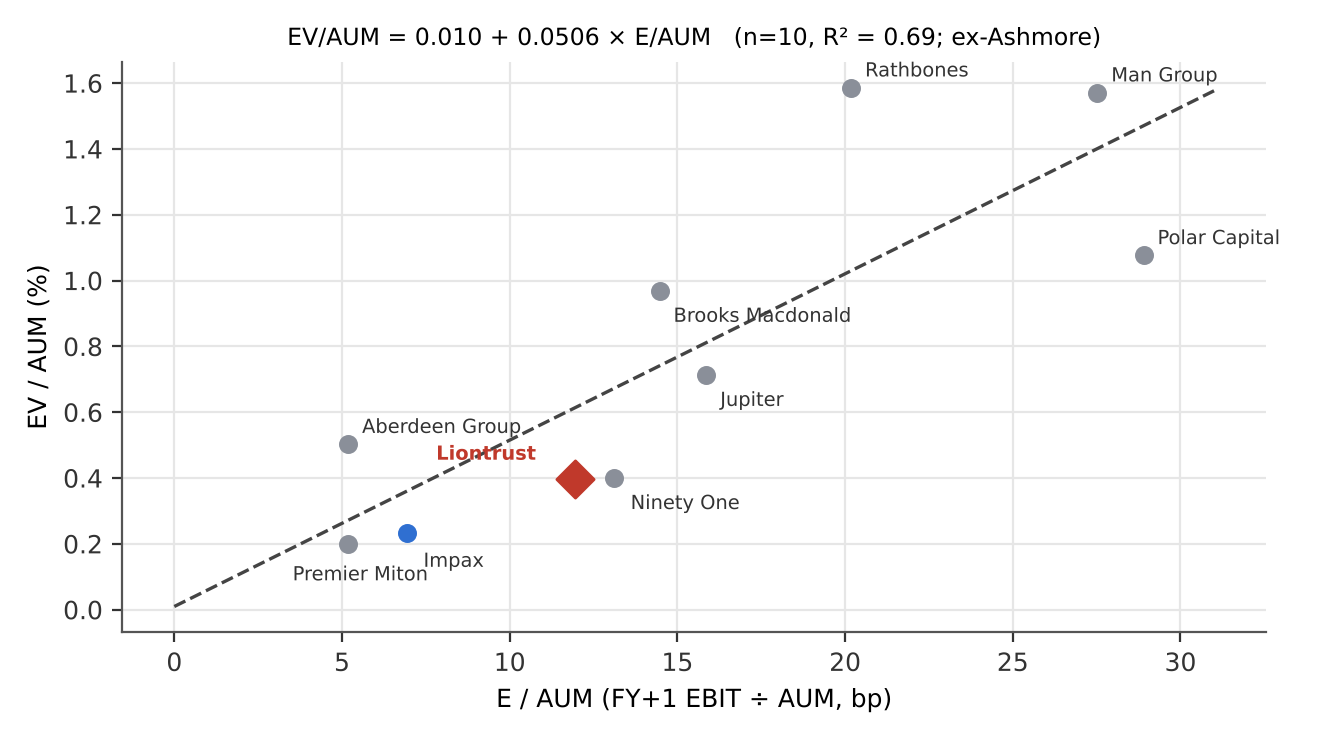 EV/AUM = 0.010 + 0.0506 × E/AUM (n=10, R² = 0.69; ex-Ashmore)
EV / AUM (%)
1.6
1.4
1.2
1.0
0.8
0.6
0.4
0.2
0.0
Rathbones
Man Group
Polar Capital
Brooks Macdonald
Jupiter
Aberdeen Group
Liontrust
Ninety One
Impax
Premier Miton
0
5
10
15
20
25
30
E / AUM (FY+1 EBIT ÷ AUM, bp)